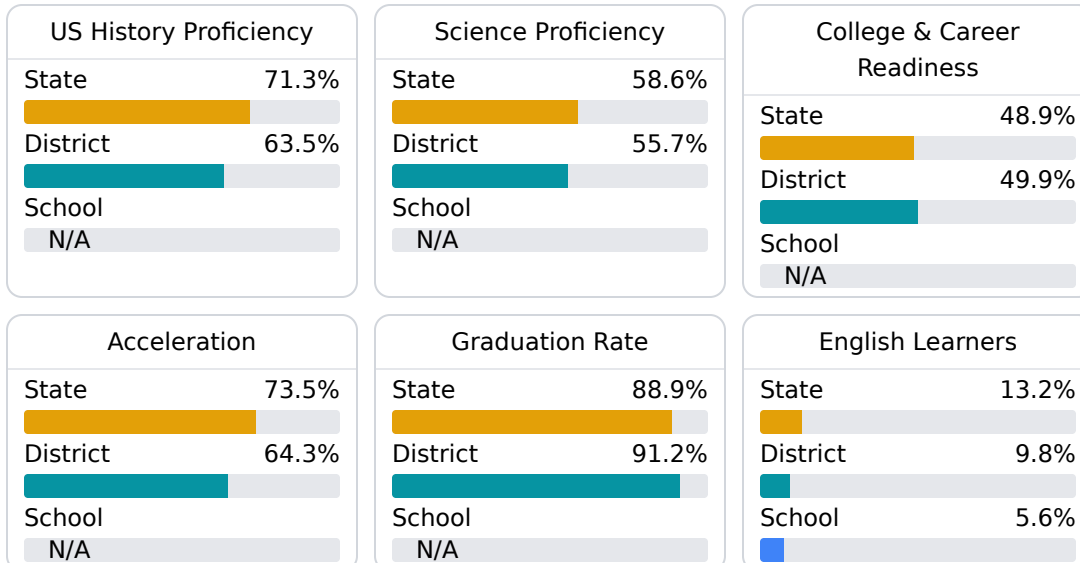 US History Proficiency
State 71.3%
District 63.5%
School
N/A
Science Proficiency
State 58.6%
District 55.7%
School
N/A
College & Career
Readiness
State 48.9%
District 49.9%
School
N/A
Acceleration
State 73.5%
District 64.3%
School
N/A
Graduation Rate
State 88.9%
District 91.2%
School
N/A
English Learners
State 13.2%
District 9.8%
School 5.6%